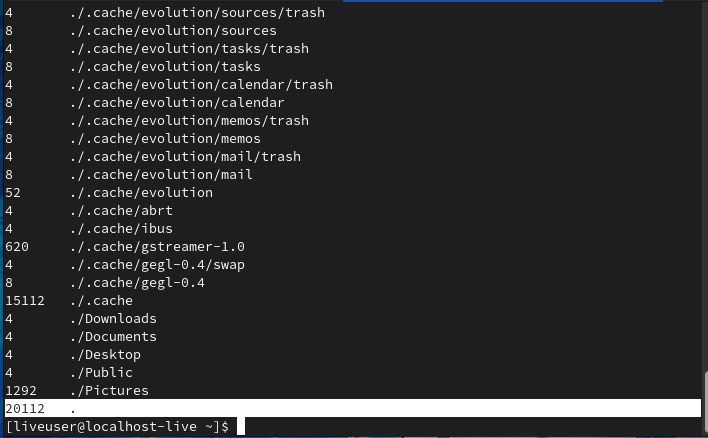 4 ./.cache/evolution/sources/trash
8 ./.cache/evolution/sources
4 ./.cache/evolution/tasks/trash
8 ./.cache/evolution/tasks
4 ./.cache/evolution/calendar/trash
8 ./.cache/evolution/calendar
4 ./.cache/evolution/memos/trash
8 ./.cache/evolution/memos
4 ./.cache/evolution/mail/trash
8 ./.cache/evolution/mail
52 ./.cache/evolution
4 ./.cache/abrt
4 ./.cache/ibus
620 ./.cache/gstreamer-1.0
4 ./.cache/gegl-0.4/swap
8 ./.cache/gegl-0.4
15112 ./.cache
4 ./Downloads
4 ./Documents
4 ./Desktop
4 ./Public
1292 ./Pictures
20112 .
[liveuser@localhost-live ~]$